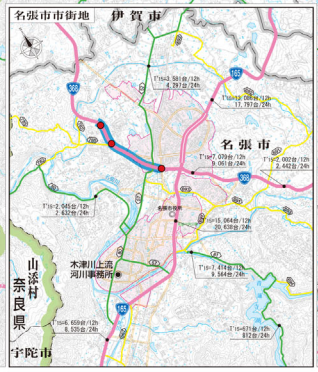 名張市市街地
伊賀市
368
165
T'15=3,581台/12h
4,297台/24h
T'15=13,086台/12h
17,797台/24h
名張市
T'15=7,079台/12h
9,061台/24h
T'15=2,002台/12h
2,442台/24h
368
T'15=2,045台/12h
2,632台/24h
名張市役所
T'15=15,064台/12h
20,638台/24h
木津川上流
河川事務所
T'15=7,414台/12h
9,564台/24h
山添村
奈良県
165
T'15=6,659台/12h
8,535台/24h
T'15=671台/12h
812台/24h
宇陀市